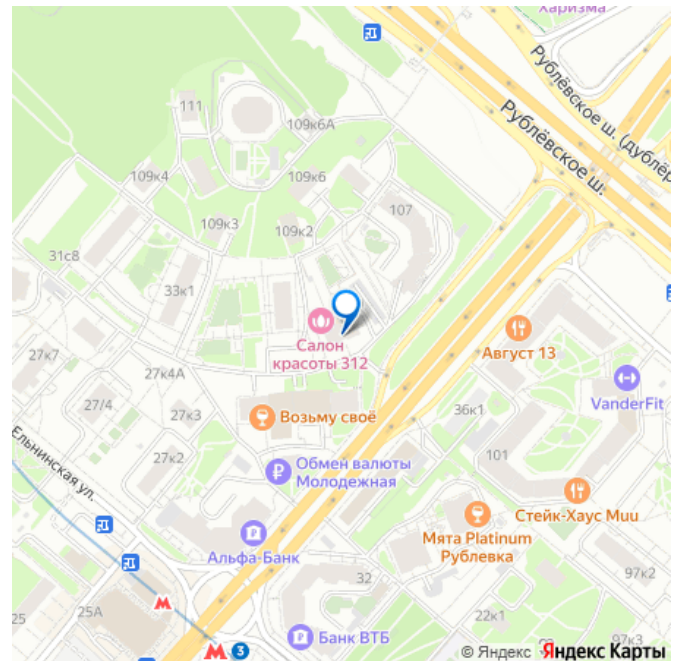 Харизма
Рублёвское ш. (дублёр
Рублёвское ш.
111
109к6А
109к4
109к6
107
109к3
109к2
31с8
33к1
Салон
красоты 312
Август 13
VanderFit
27к7
27к4А
27/4
27к3
Возьму своё
36к1
27к2
101
Ельнинская ул.
Обмен валюты
Молодежная
Стейк-Хаус Muu
Альфа-Банк
Мята Platinum
Рублевка
97к2
32
25
25А
22к1
Банк ВТБ
3
97к3
© Яндекс Яндекс Карты